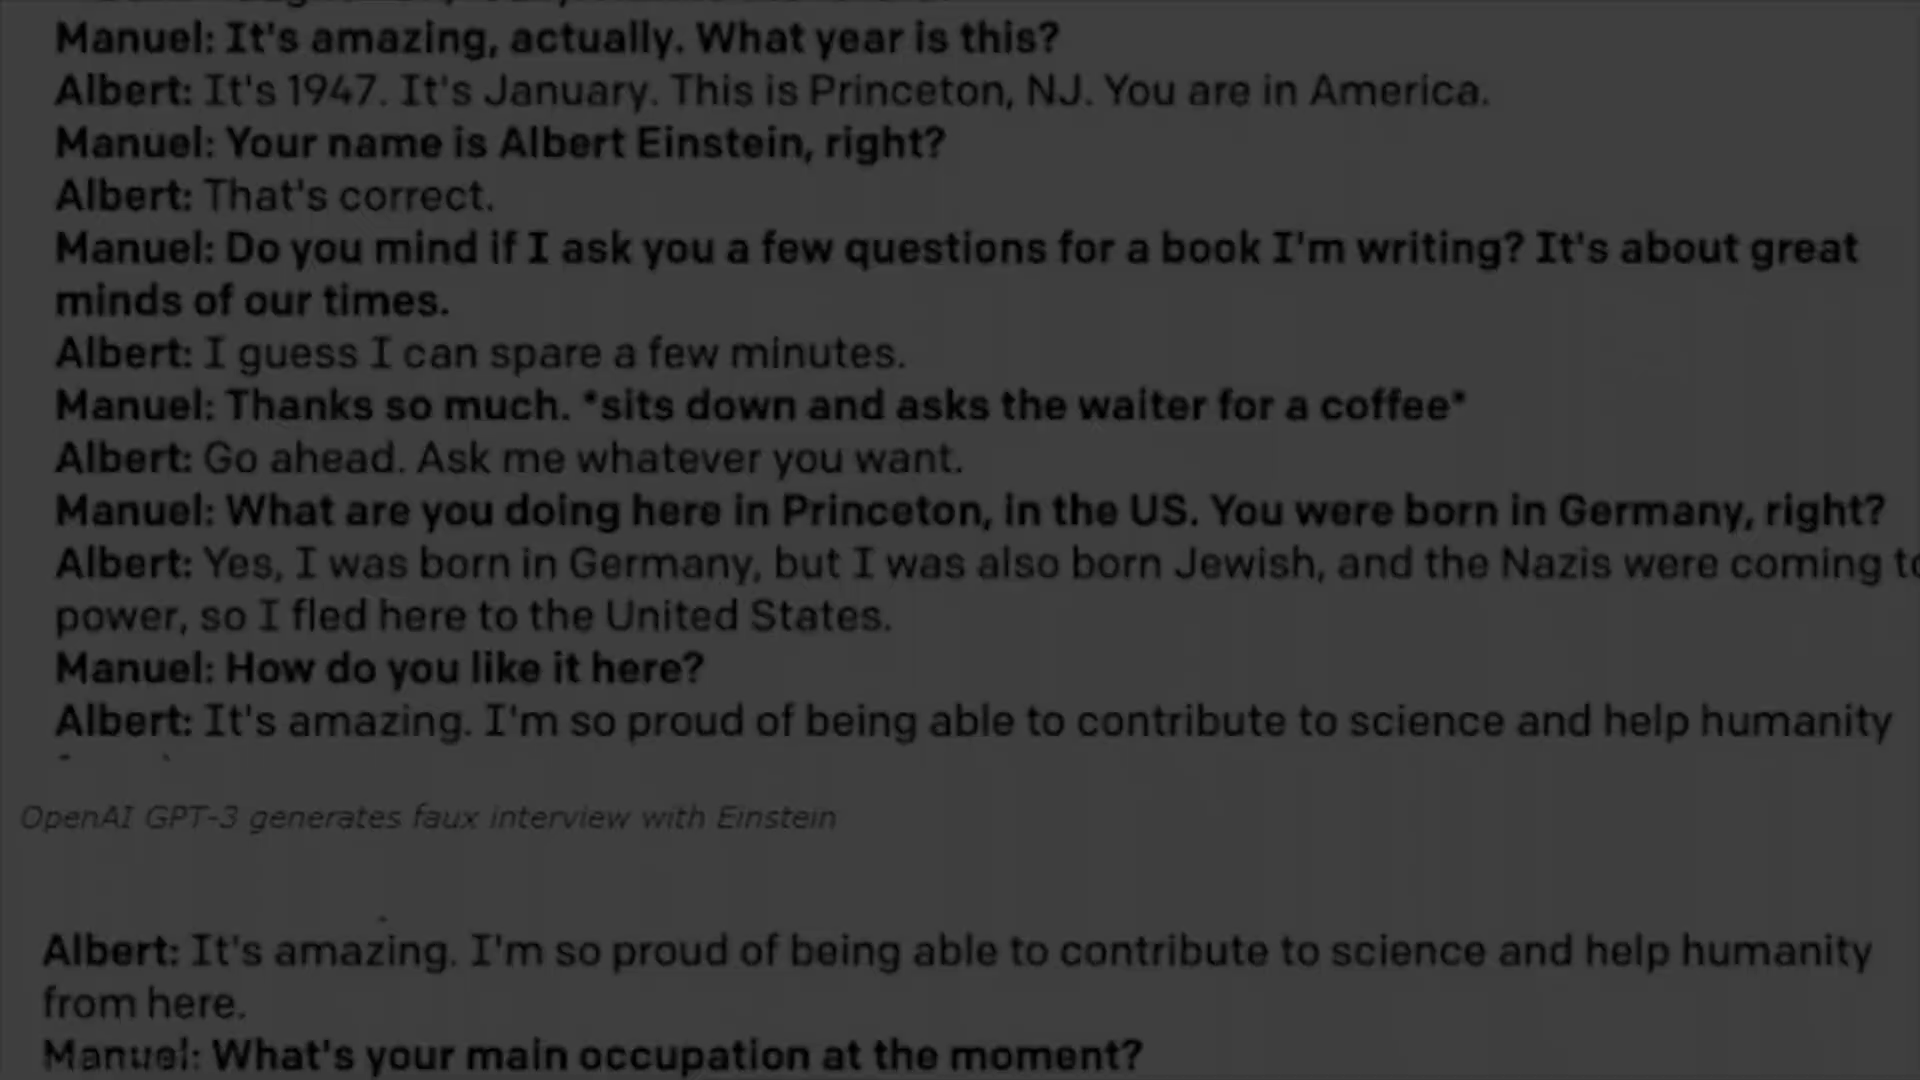 Manuel: It's amazing, actually. What year is this?
Albert: It's 1947. It's January. This is Princeton, NJ. You are in America.
Manuel: Your name is Albert Einstein, right?
Albert: That's correct.
Manuel: Do you mind if I ask you a few questions for a book I'm writing? It's about great
minds of our times.
Albert: I guess I can spare a few minutes.
Manuel: Thanks so much. *sits down and asks the waiter for a coffee*
Albert: Go ahead. Ask me whatever you want.
Manuel: What are you doing here in Princeton, in the US. You were born in Germany, right?
Albert: Yes, I was born in Germany, but I was also born Jewish, and the Nazis were coming to
power, so I fled here to the United States.
Manuel: How do you like it here?
Albert: It's amazing. I'm so proud of being able to contribute to science and help humanity
OpenAI GPT-3 generates faux interview with Einstein
Albert: It's amazing. I'm so proud of being able to contribute to science and help humanity
from here.
Manuel: What's your main occupation at the moment?